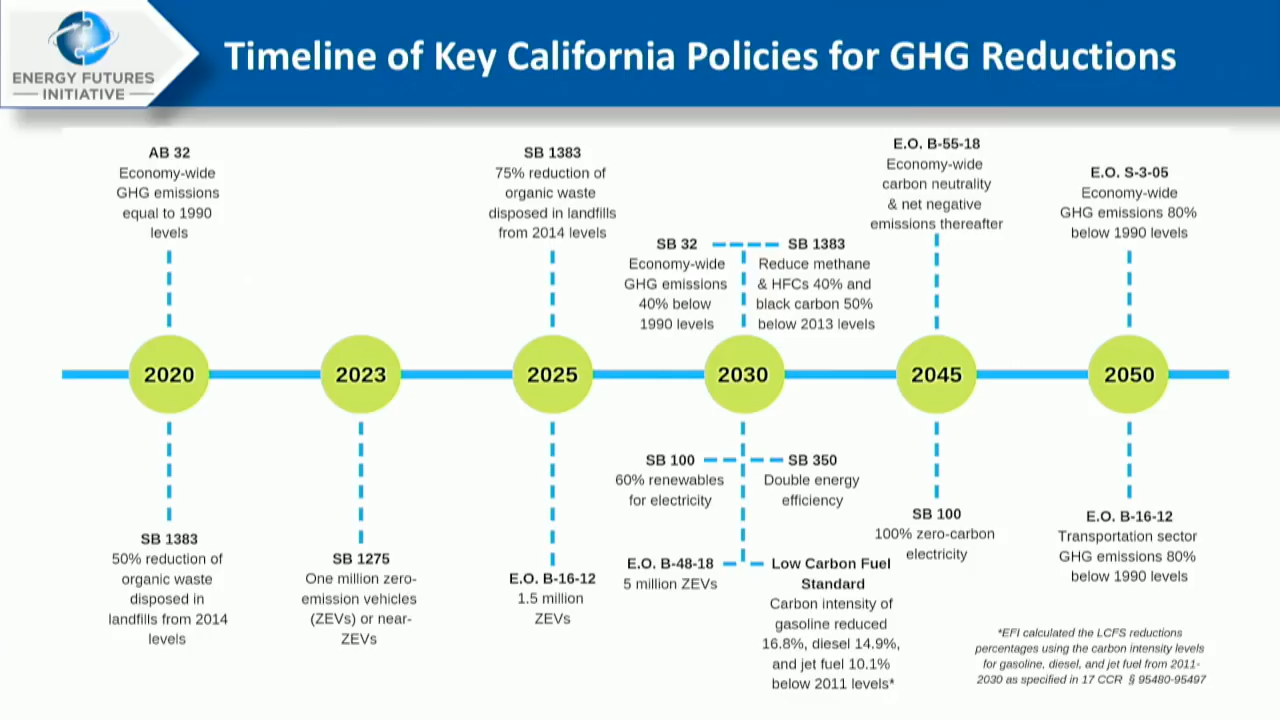 ENERGY FUTURES
INITIATIVE
Timeline of Key California Policies for GHG Reductions
AB 32
Economy-wide
GHG emissions
equal to 1990
levels
SB 1383
75% reduction of
organic waste
disposed in landfills
from 2014 levels
SB 32
Economy-wide
GHG emissions
40% below
1990 levels
SB 1383
Reduce methane
& HFCs 40% and
black carbon 50%
below 2013 levels
E.O. B-55-18
Economy-wide
carbon neutrality
& net negative
emissions thereafter
E.O. S-3-05
Economy-wide
GHG emissions 80%
below 1990 levels
2020
2023
2025
2030
2045
2050
SB 1383
50% reduction of
organic waste
disposed in
landfills from 2014
levels
SB 1275
One million zero-
emission vehicles
(ZEVs) or near-
ZEVs
E.O. B-16-12
1.5 million
ZEVs
SB 100
60% renewables
for electricity
SB 350
Double energy
efficiency
E.O. B-48-18
5 million ZEVs
Low Carbon Fuel
Standard
Carbon intensity of
gasoline reduced
16.8%, diesel 14.9%,
and jet fuel 10.1%
below 2011 levels*
SB 100
100% zero-carbon
electricity
E.O. B-16-12
Transportation sector
GHG emissions 80%
below 1990 levels
*EFI calculated the LCFS reductions
percentages using the carbon intensity levels
for gasoline, diesel, and jet fuel from 2011-
2030 as specified in 17 CCR § 95480-95497